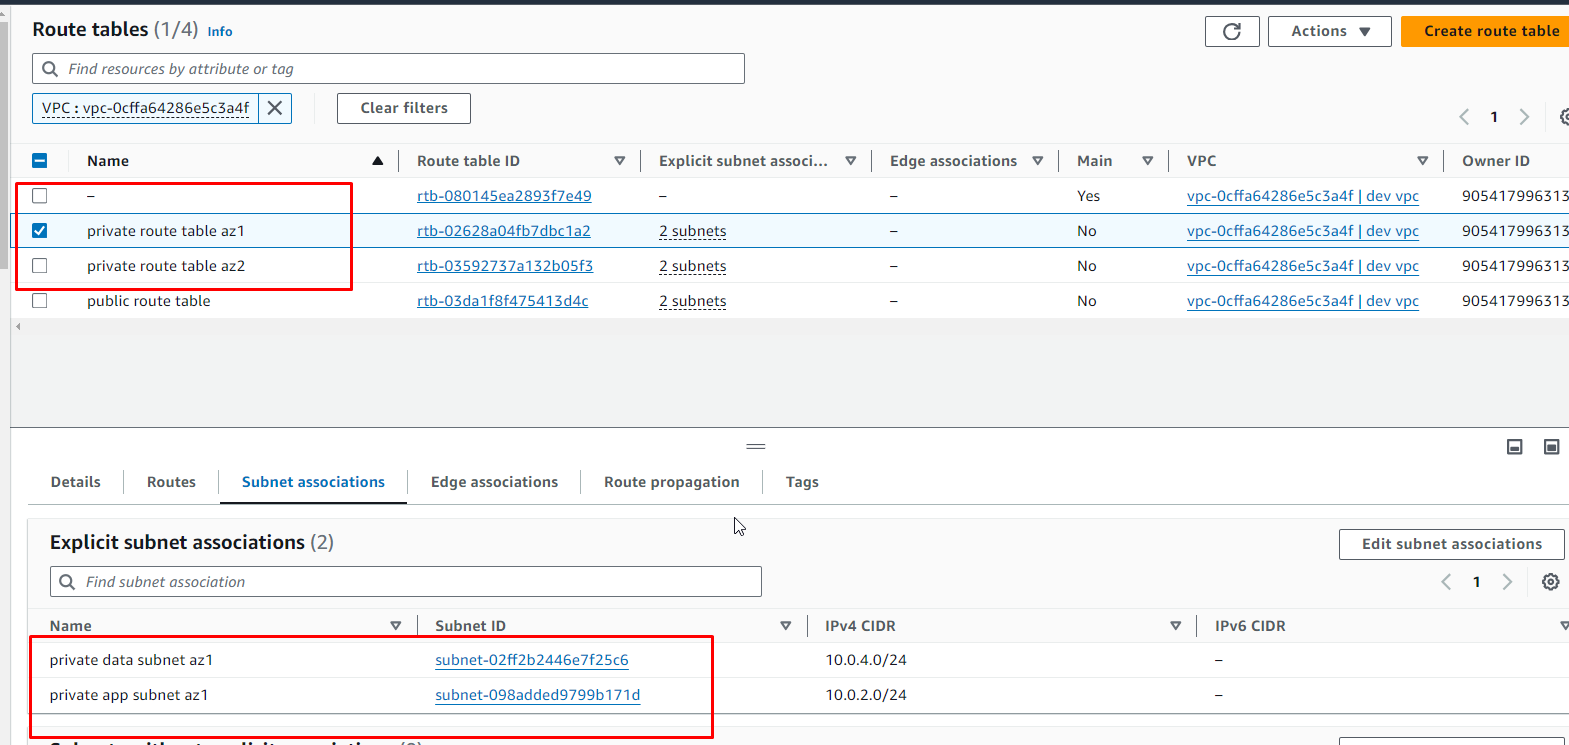 Route tables (1/4) Info
Actions
Create route table
Find resources by attribute or tag
VPC : vpc-0cffa64286e5c3a4f
Clear filters
1
Name Route table ID Explicit subnet associ... Edge associations Main VPC Owner ID
– rtb-080145ea2893f7e49 – – Yes vpc-0cffa64286e5c3a4f | dev vpc 905417996313
private route table az1 rtb-02628a04fb7dbc1a2 2 subnets – No vpc-0cffa64286e5c3a4f | dev vpc 905417996313
private route table az2 rtb-03592737a132b05f3 2 subnets – No vpc-0cffa64286e5c3a4f | dev vpc 905417996313
public route table rtb-03da1f8f475413d4c 2 subnets – No vpc-0cffa64286e5c3a4f | dev vpc 905417996313
Details Routes Subnet associations Edge associations Route propagation Tags
Explicit subnet associations (2)
Edit subnet associations
Find subnet association
1
Name Subnet ID IPv4 CIDR IPv6 CIDR
private data subnet az1 subnet-02ff2b2446e7f25c6 10.0.4.0/24 –
private app subnet az1 subnet-098added9799b171d 10.0.2.0/24 –